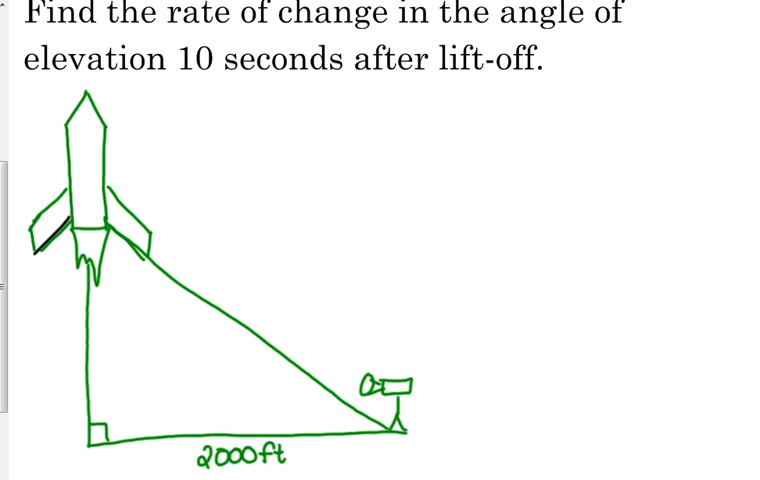 Find the rate of change in the angle of
elevation 10 seconds after lift-off.
2000ft